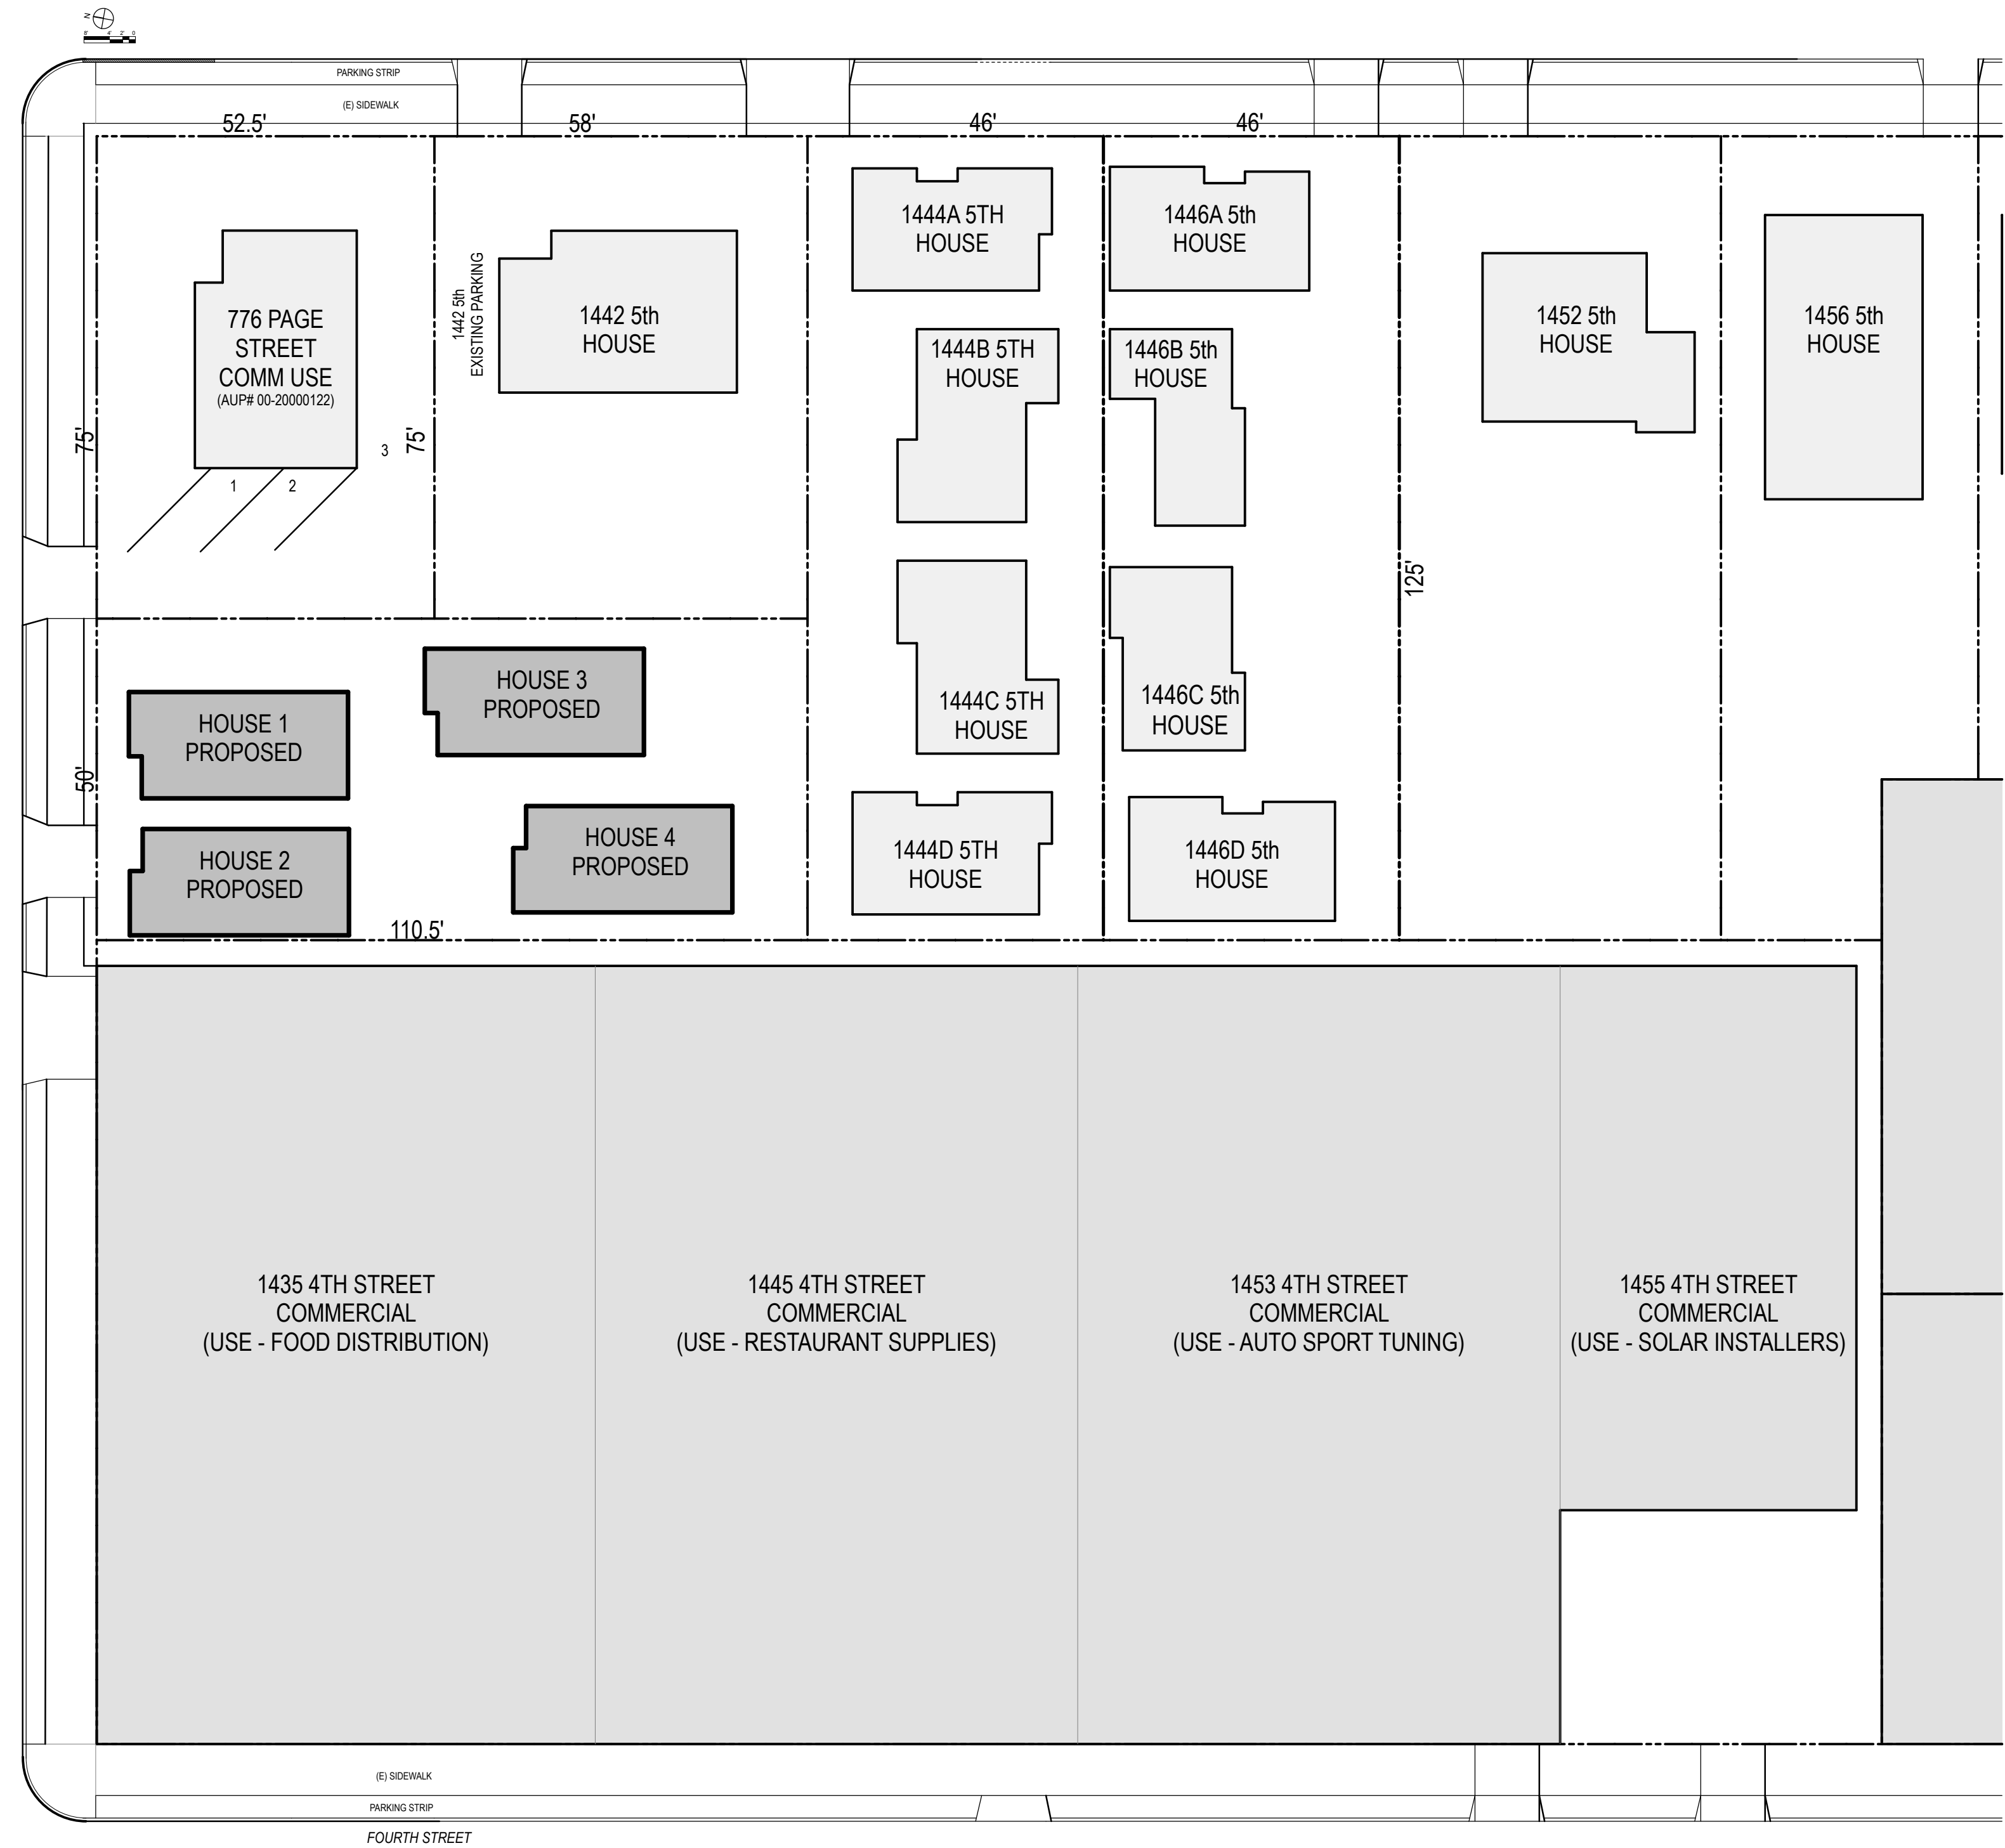 N
8' 4' 2' 0
PARKING STRIP
(E) SIDEWALK
52.5'
58'
46'
46'
776 PAGE
STREET
COMM USE
(AUP# 00-20000122)
1442 5th
EXISTING PARKING
1442 5th
HOUSE
1444A 5TH
HOUSE
1446A 5th
HOUSE
1444B 5TH
HOUSE
1446B 5th
HOUSE
1452 5th
HOUSE
1456 5th
HOUSE
75'
75'
3
1
2
125'
HOUSE 3
PROPOSED
HOUSE 1
PROPOSED
1444C 5TH
HOUSE
1446C 5th
HOUSE
50'
HOUSE 4
PROPOSED
HOUSE 2
PROPOSED
1444D 5TH
HOUSE
1446D 5th
HOUSE
110.5'
1435 4TH STREET
COMMERCIAL
(USE - FOOD DISTRIBUTION)
1445 4TH STREET
COMMERCIAL
(USE - RESTAURANT SUPPLIES)
1453 4TH STREET
COMMERCIAL
(USE - AUTO SPORT TUNING)
1455 4TH STREET
COMMERCIAL
(USE - SOLAR INSTALLERS)
(E) SIDEWALK
PARKING STRIP
FOURTH STREET